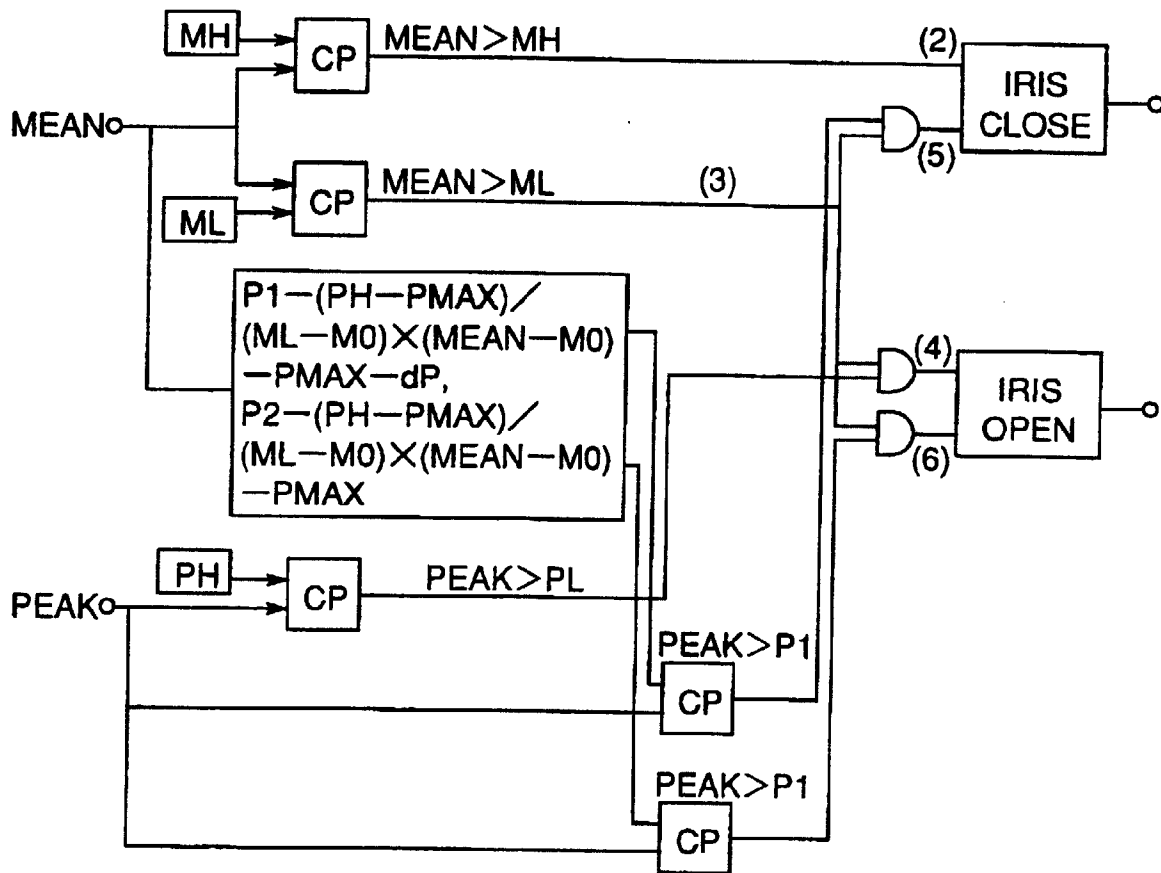 MH
CP
MEAN>MH
(2)
IRIS
CLOSE
MEAN
(5)
CP
MEAN>ML
(3)
ML
P1−(PH−PMAX)/
(ML−M0)×(MEAN−M0)
−PMAX−dP,
P2−(PH−PMAX)/
(ML−M0)×(MEAN−M0)
−PMAX
(4)
IRIS
OPEN
(6)
PH
CP
PEAK>PL
PEAK
PEAK>P1
CP
PEAK>P1
CP